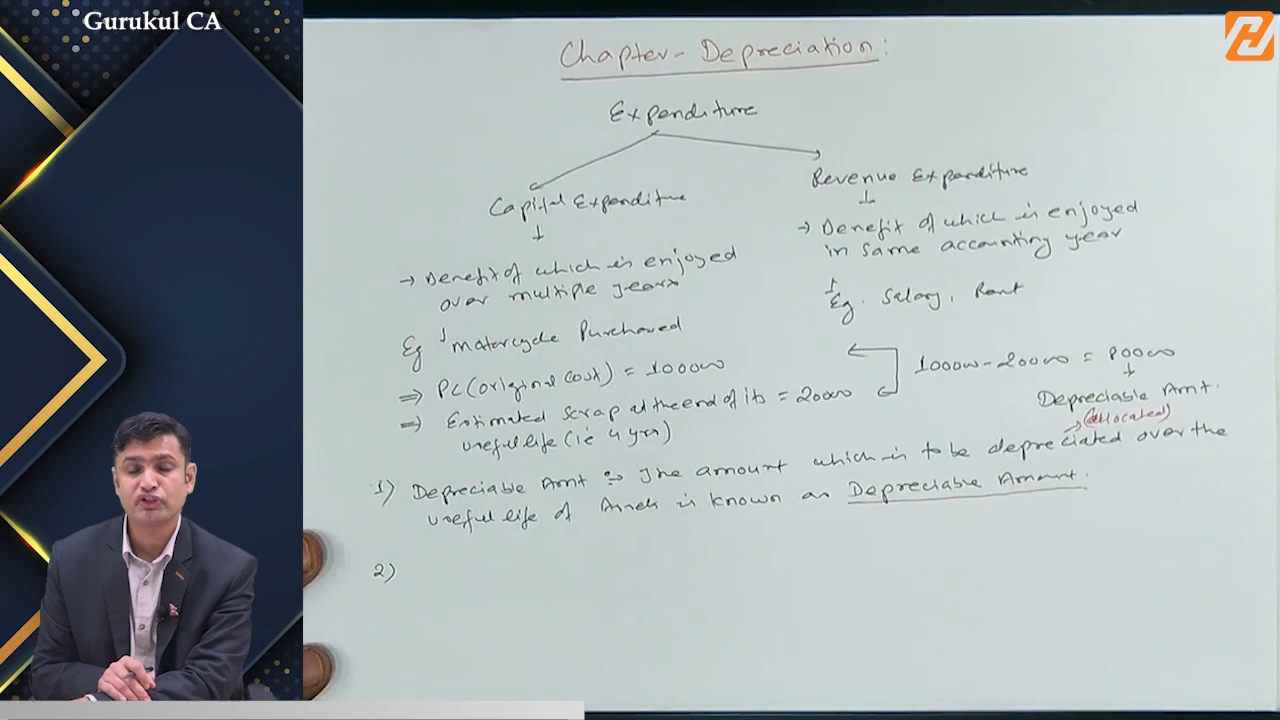 Gurukul CA
Chapter - Depreciation:
Expenditure
Capital Expenditure
→ Benefit of which is enjoyed
over multiple years
Eg motorcycle Purchased
⇒ PC (original cost) = 100000
⇒ Estimated scrap at the end of its = 20000
useful life (i.e 4 yrs)
Revenue Expenditure
→ Benefit of which is enjoyed
in same accounting year
Eg. Salary, Rent
100000 - 20000 = 80000
Depreciable Amt.
(allocated)
1) Depreciable Amt :→ The amount which is to be depreciated over the
useful life of Assets is known as Depreciable Amount.
2)